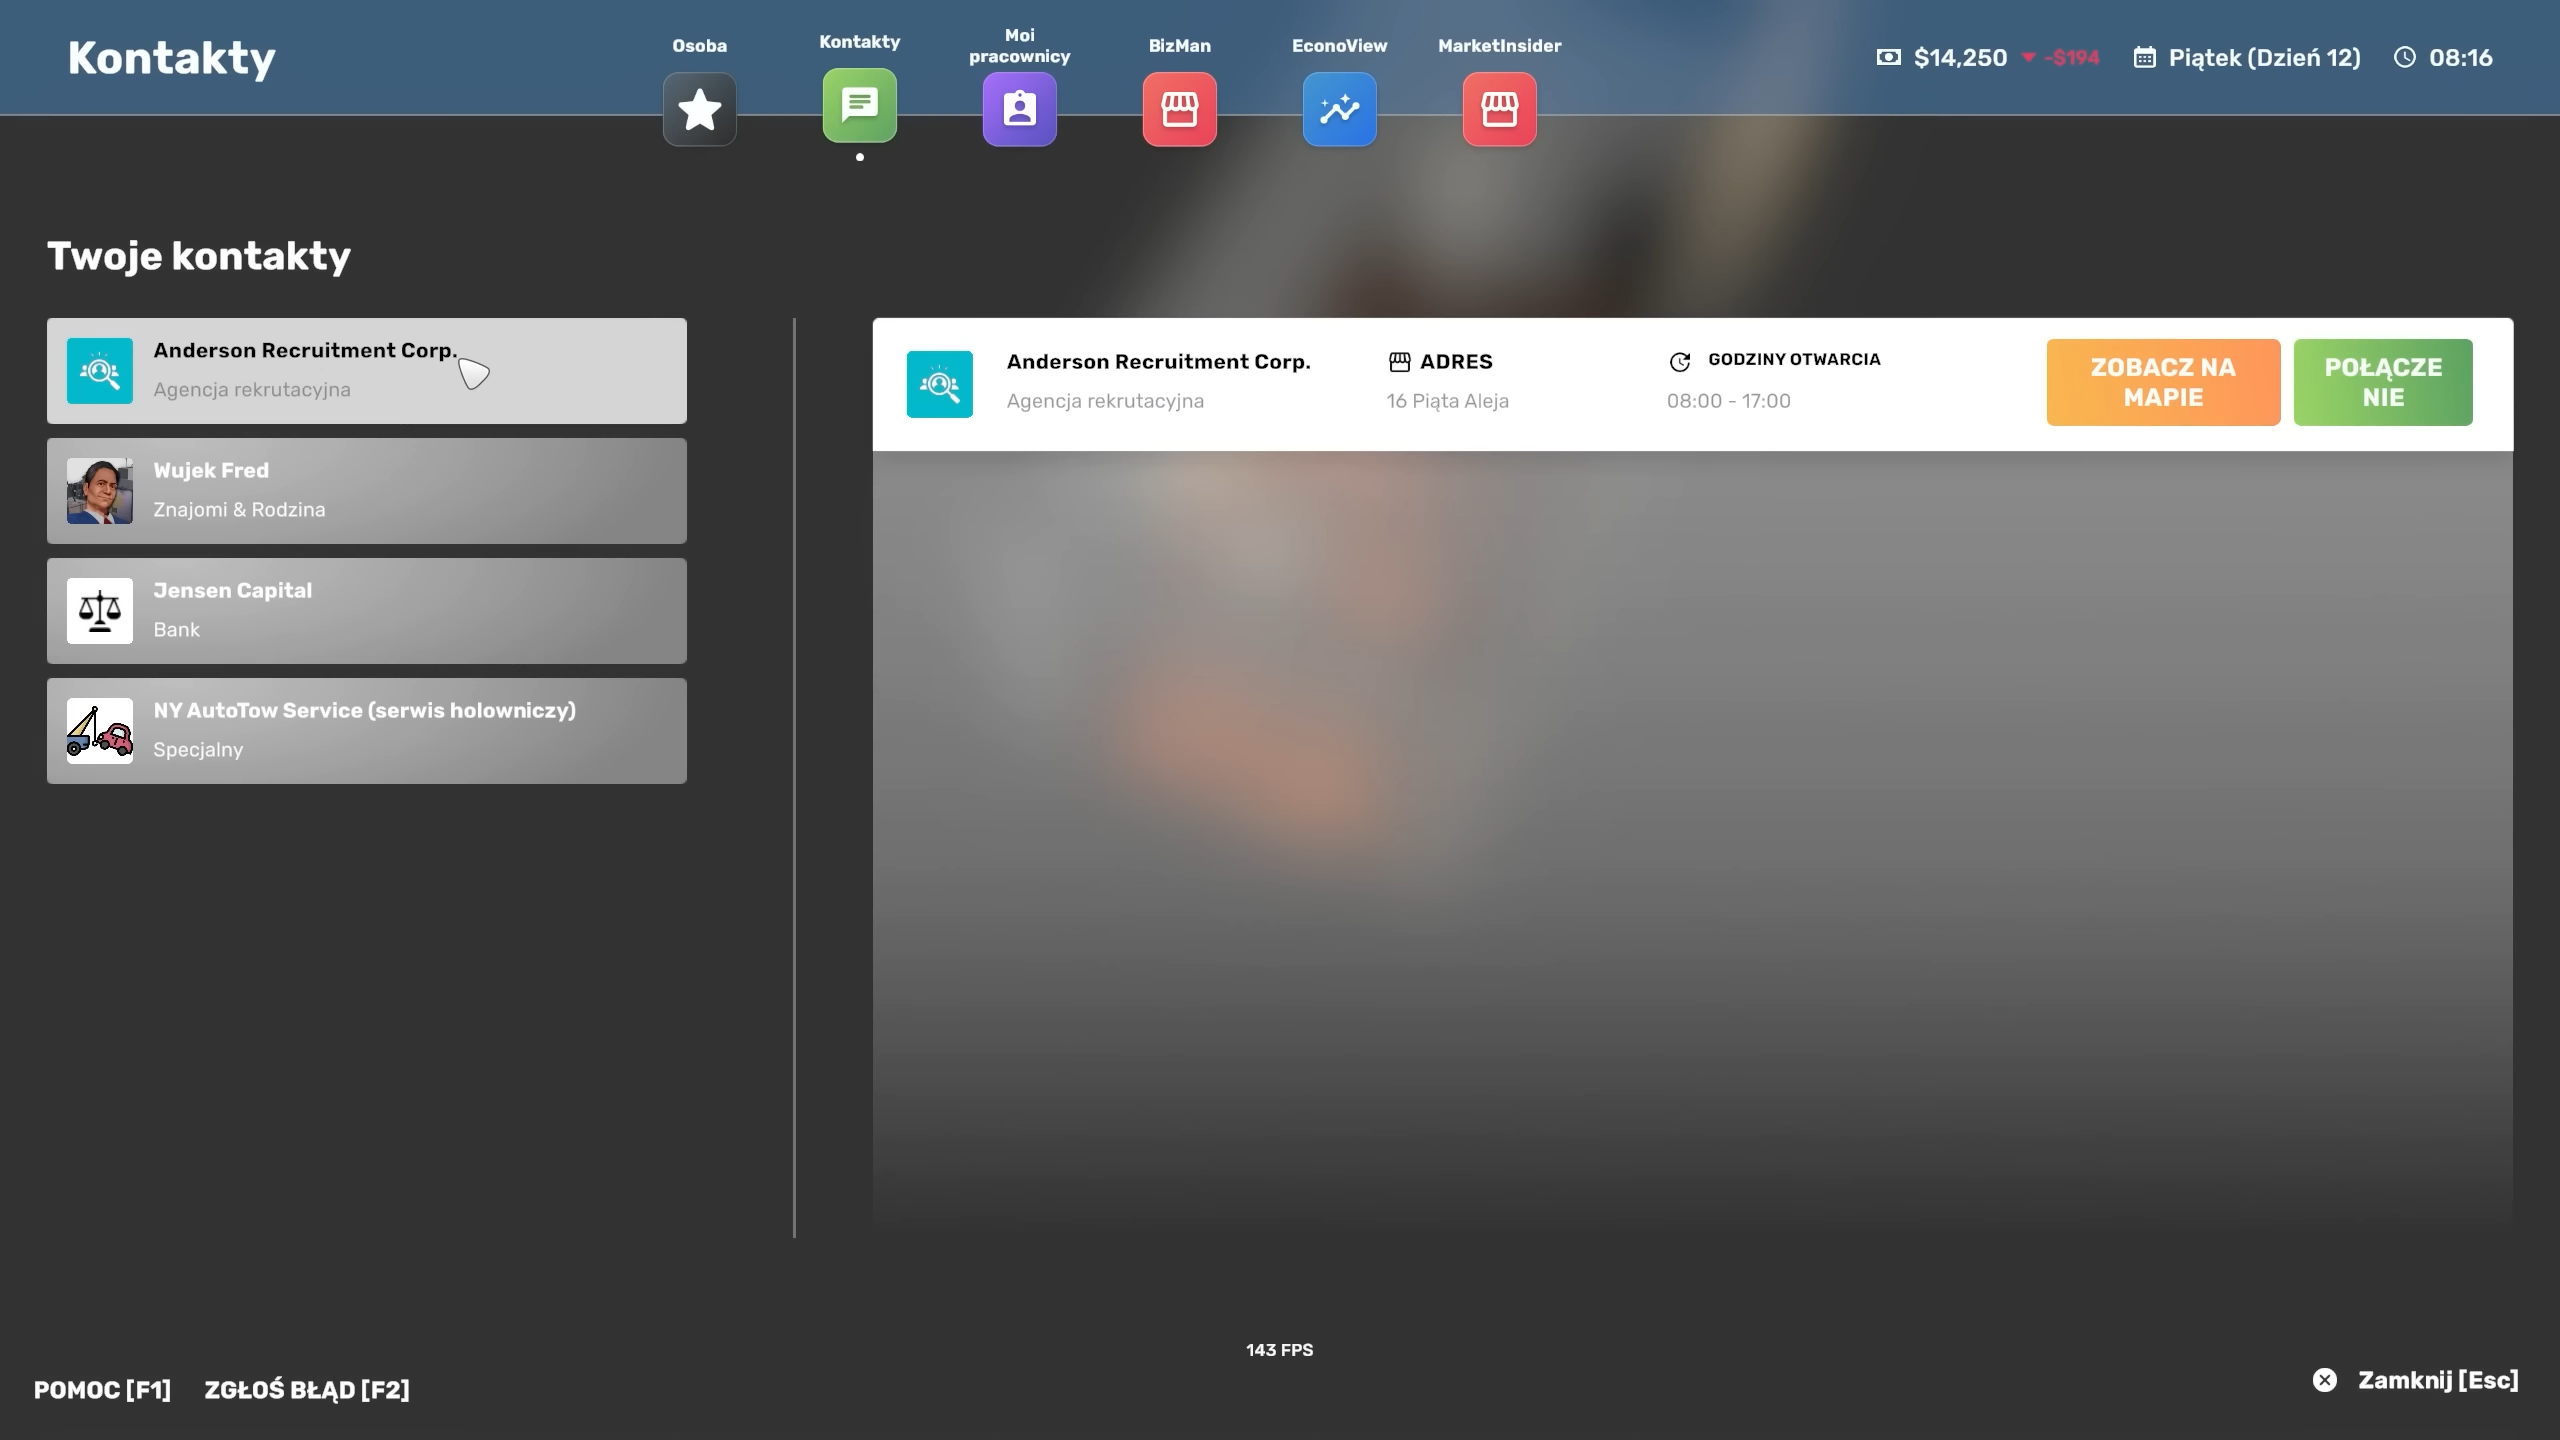 Kontakty
Osoba
Kontakty
Moi
pracownicy
BizMan
EconoView
MarketInsider
$14,250
-$194
Piątek (Dzień 12)
08:16
Twoje kontakty
Anderson Recruitment Corp.
Agencja rekrutacyjna
Wujek Fred
Znajomi & Rodzina
Jensen Capital
Bank
NY AutoTow Service (serwis holowniczy)
Specjalny
Anderson Recruitment Corp.
Agencja rekrutacyjna
ADRES
16 Piąta Aleja
GODZINY OTWARCIA
08:00 - 17:00
ZOBACZ NA
MAPIE
POŁĄCZE
NIE
143 FPS
POMOC [F1]
ZGŁOŚ BŁĄD [F2]
Zamknij [Esc]